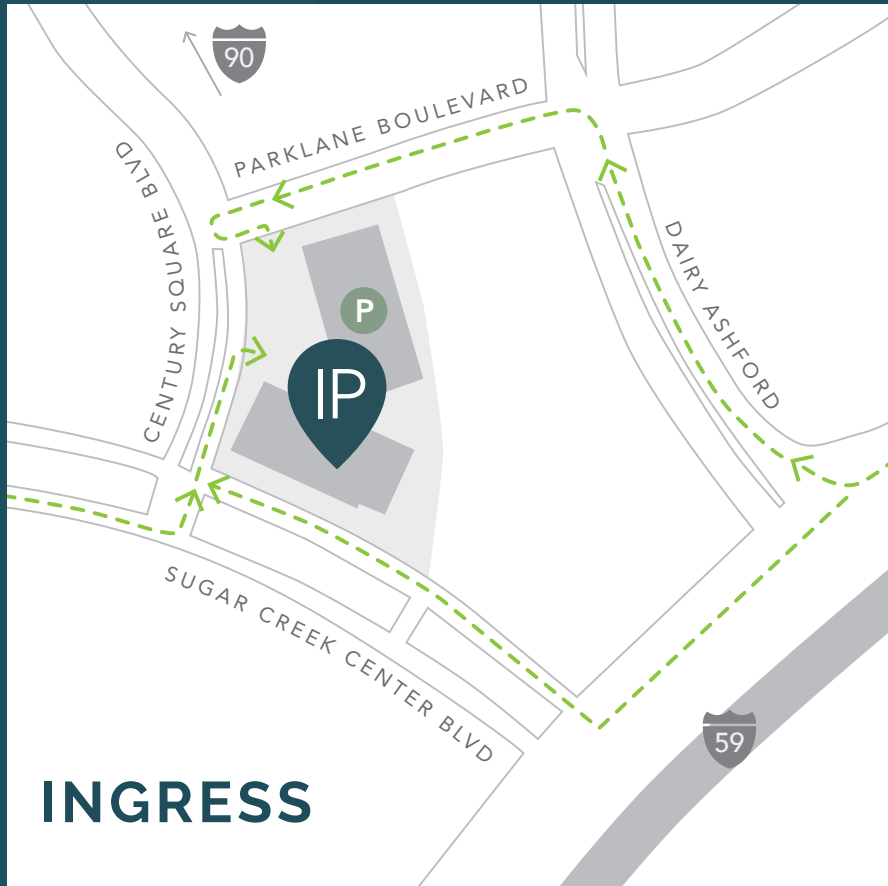 90
PARKLANE BOULEVARD
CENTURY SQUARE BLVD
DAIRY ASHFORD
P
IP
SUGAR CREEK CENTER BLVD
59
INGRESS